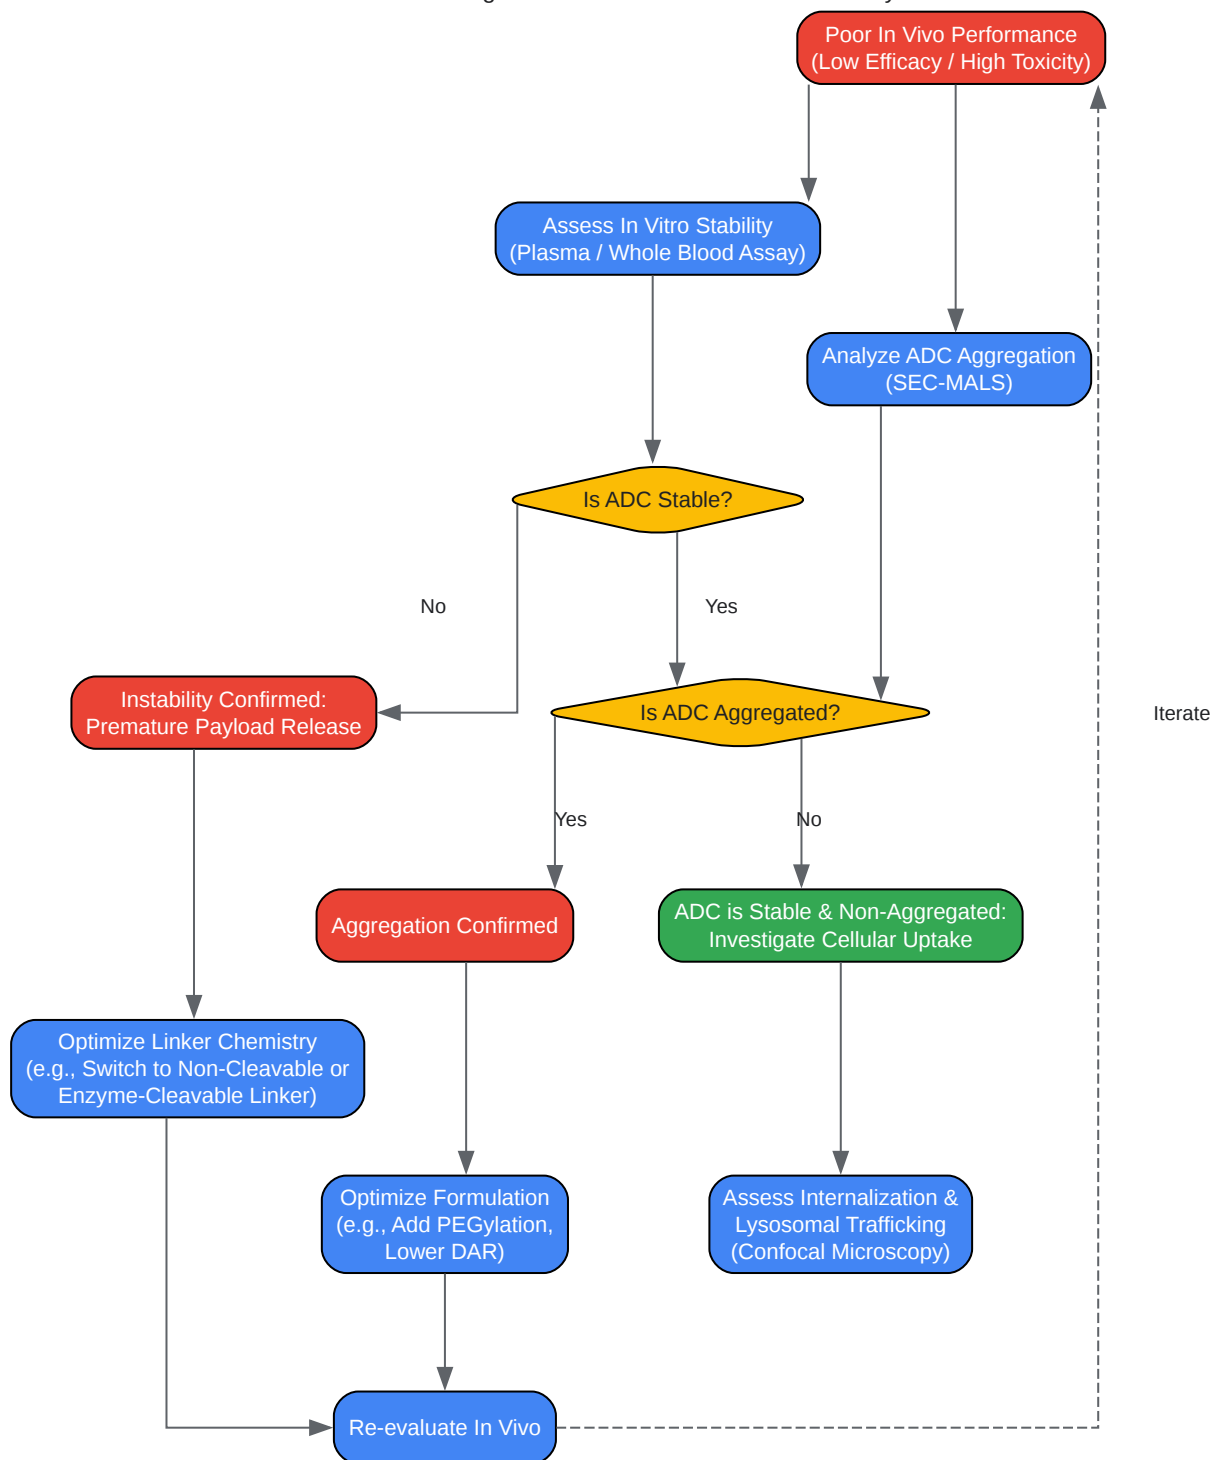 Poor In Vivo Performance
(Low Efficacy / High Toxicity)
Assess In Vitro Stability
(Plasma / Whole Blood Assay)
Analyze ADC Aggregation
(SEC-MALS)
Is ADC Stable?
No
Yes
Instability Confirmed:
Premature Payload Release
Is ADC Aggregated?
Iterate
Yes
No
Aggregation Confirmed
ADC is Stable & Non-Aggregated:
Investigate Cellular Uptake
Optimize Linker Chemistry
(e.g., Switch to Non-Cleavable or
Enzyme-Cleavable Linker)
Optimize Formulation
(e.g., Add PEGylation,
Lower DAR)
Assess Internalization &
Lysosomal Trafficking
(Confocal Microscopy)
Re-evaluate In Vivo